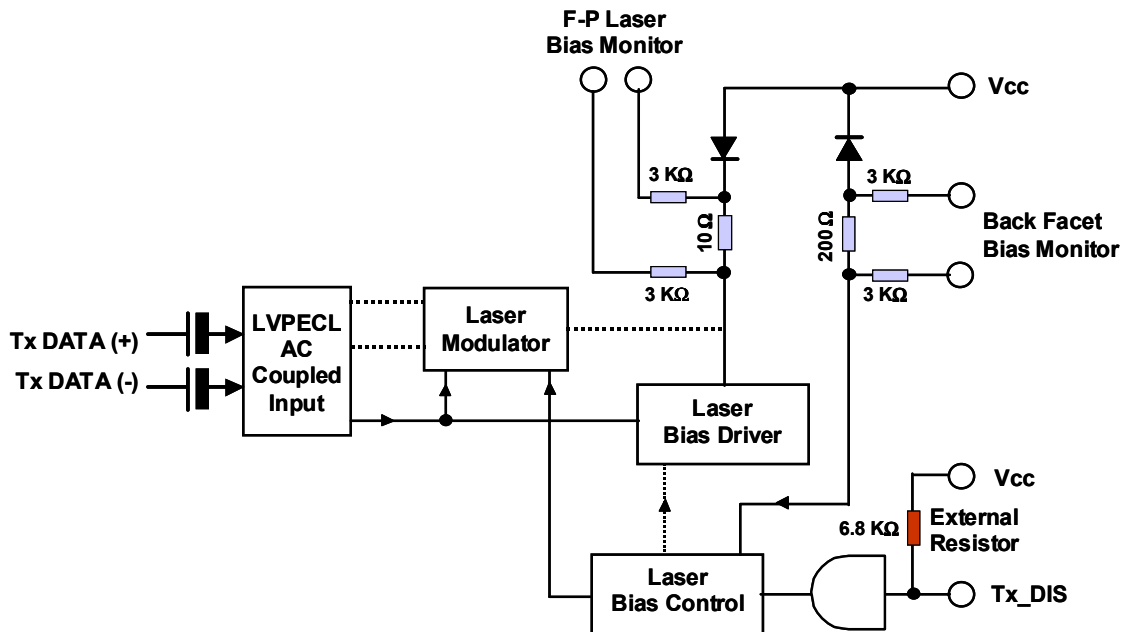 F-P Laser
Bias Monitor
Vcc
3 KΩ
3 KΩ
10 Ω
200 Ω
Back Facet
Bias Monitor
3 KΩ
3 KΩ
Tx DATA (+)
Tx DATA (-)
LVPECL
AC
Coupled
Input
Laser
Modulator
Laser
Bias Driver
Vcc
6.8 KΩ
External
Resistor
Laser
Bias Control
Tx_DIS